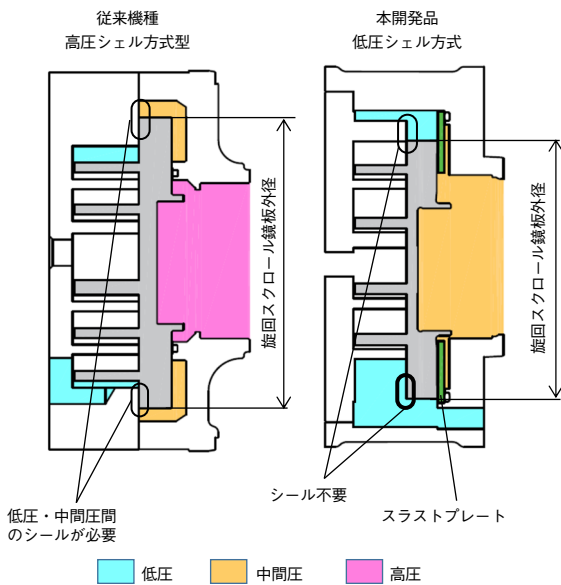 従来機種
高圧シェル方式型
本開発品
低圧シェル方式
旋回スクロール鏡板外径
旋回スクロール鏡板外径
低圧・中間圧間
のシールが必要
シール不要
スラストプレート
低圧
中間圧
高圧